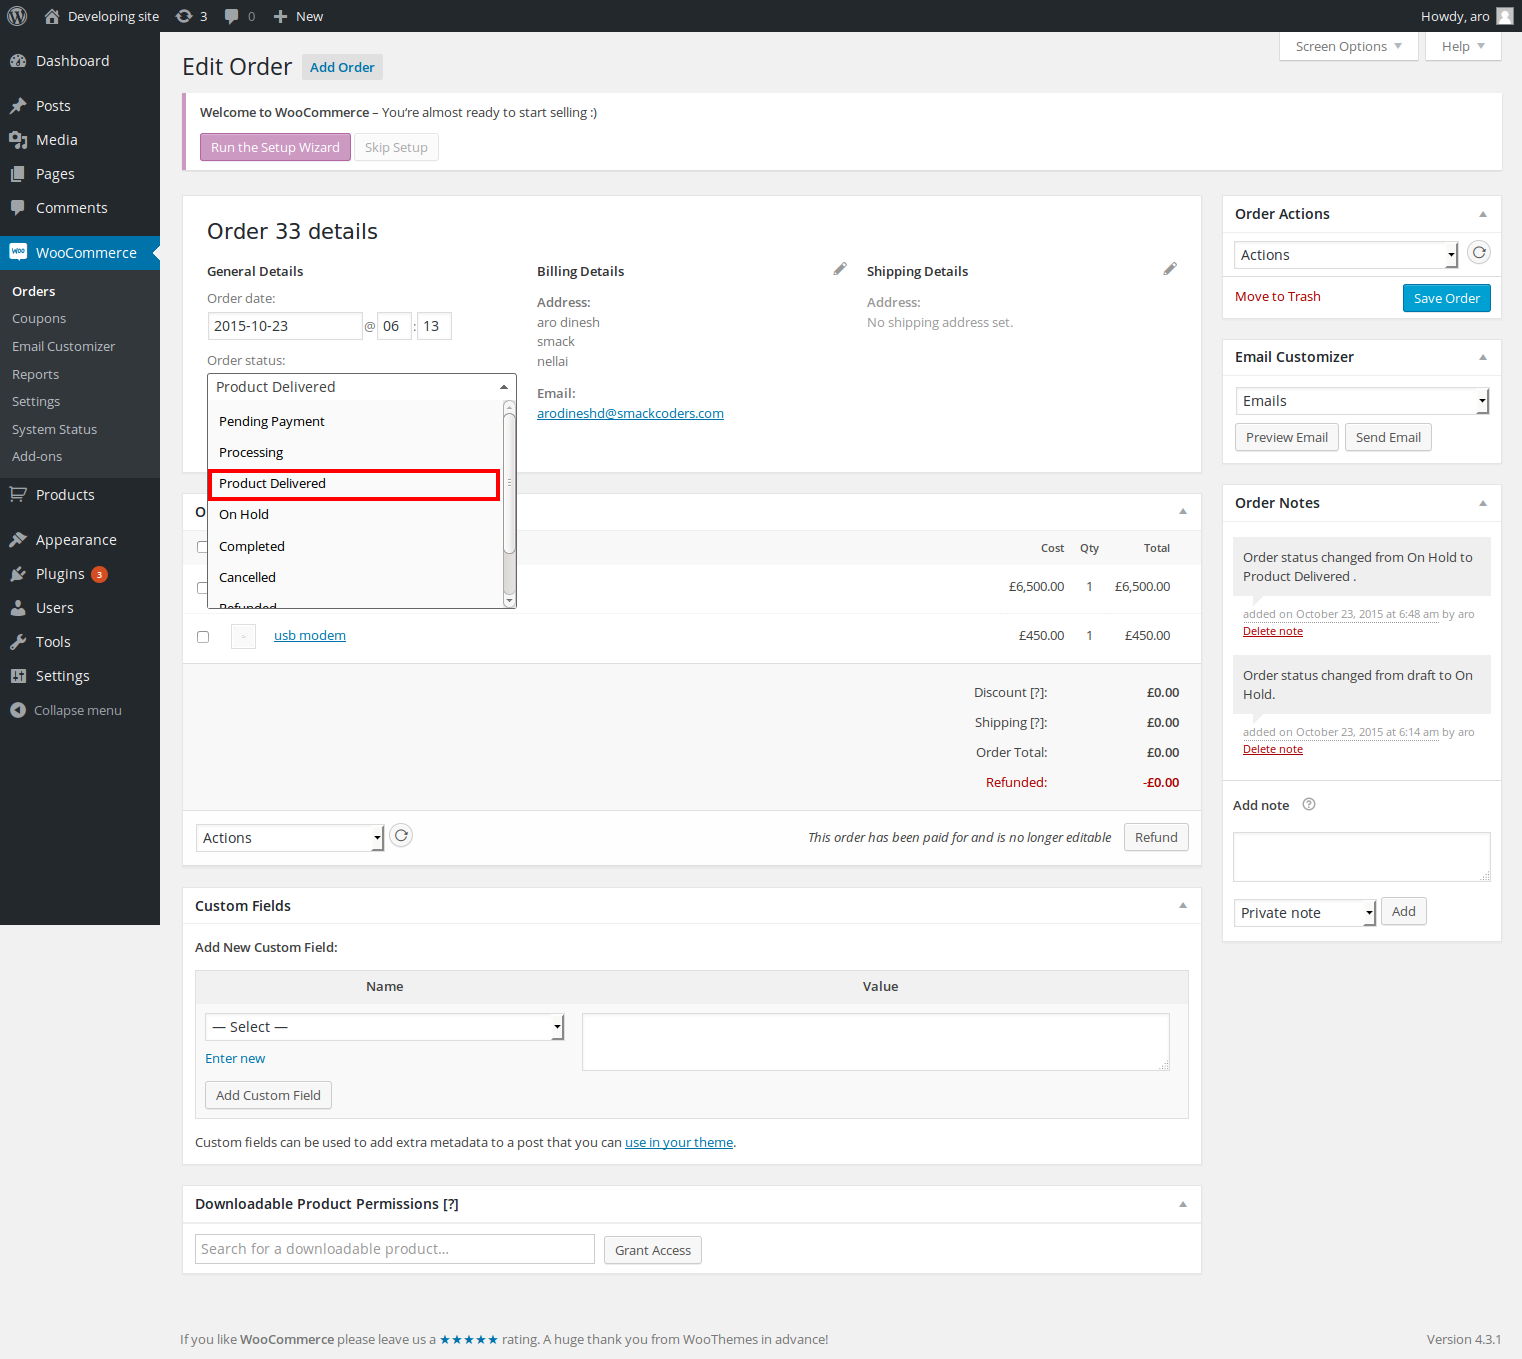 Developing site 3 0 New Howdy, aro
Screen Options Help
Dashboard
Posts
Media
Pages
Comments
WooCommerce
Orders
Coupons
Email Customizer
Reports
Settings
System Status
Add-ons
Products
Appearance
Plugins 3
Users
Tools
Settings
Collapse menu
Edit Order Add Order
Welcome to WooCommerce – You're almost ready to start selling :)
Run the Setup Wizard Skip Setup
Order 33 details
General Details
Order date:
2015-10-23 @ 06 : 13
Order status:
Product Delivered
Pending Payment
Processing
Product Delivered
On Hold
Completed
Cancelled
Refunded
Billing Details
Address:
aro dinesh
smack
nellai
Email:
arodineshd@smackcoders.com
Shipping Details
Address:
No shipping address set.
O
Cost Qty Total
£6,500.00 1 £6,500.00
usb modem £450.00 1 £450.00
Discount [?]: £0.00
Shipping [?]: £0.00
Order Total: £0.00
Refunded: -£0.00
Actions This order has been paid for and is no longer editable Refund
Custom Fields
Add New Custom Field:
Name Value
— Select —
Enter new
Add Custom Field
Custom fields can be used to add extra metadata to a post that you can use in your theme.
Downloadable Product Permissions [?]
Search for a downloadable product... Grant Access
Order Actions
Actions
Move to Trash Save Order
Email Customizer
Emails
Preview Email Send Email
Order Notes
Order status changed from On Hold to
Product Delivered .
added on October 23, 2015 at 6:48 am by aro
Delete note
Order status changed from draft to On
Hold.
added on October 23, 2015 at 6:14 am by aro
Delete note
Add note ?
Private note Add
If you like WooCommerce please leave us a ★★★★★ rating. A huge thank you from WooThemes in advance!
Version 4.3.1